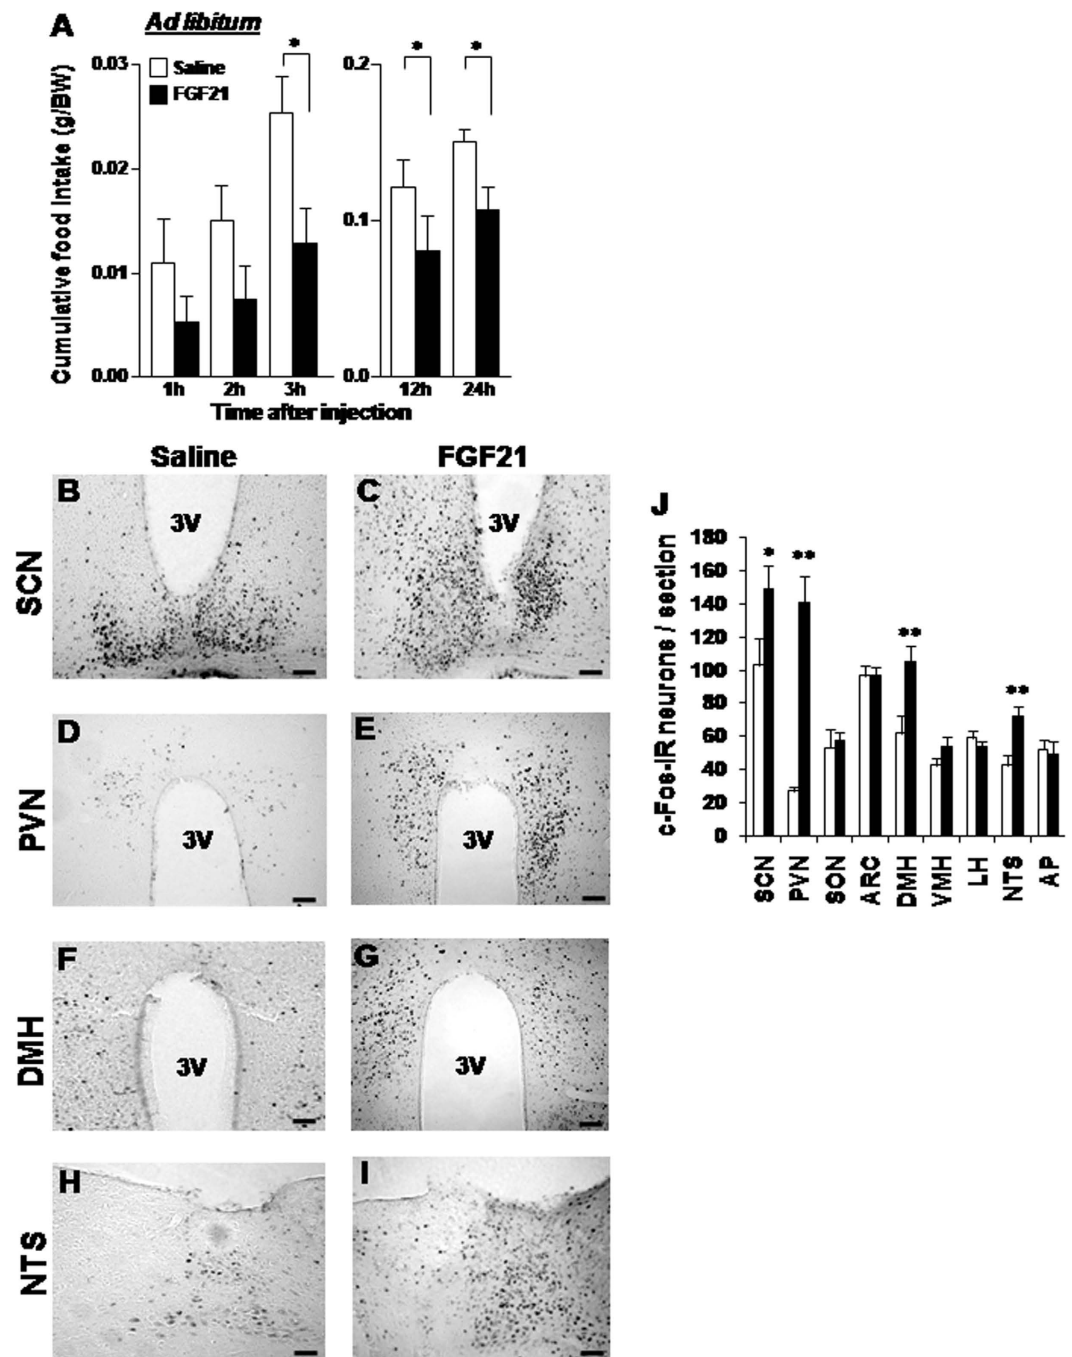 A
Ad libitum
Saline
FGF21
*
*
*
Cumulative food intake (g/BW)
0.03
0.02
0.01
0.00
0.2
0.1
0.0
1h 2h 3h 12h 24h
Time after injection
Saline FGF21
SCN
B
3V
C
3V
PVN
D
3V
E
3V
DMH
F
3V
G
3V
NTS
H
I
J
c-Fos-IR neurons / section
180
160
140
120
100
80
60
40
20
0
*
**
**
**
SCN
PVN
SON
ARC
DMH
VMH
LH
NTS
AP